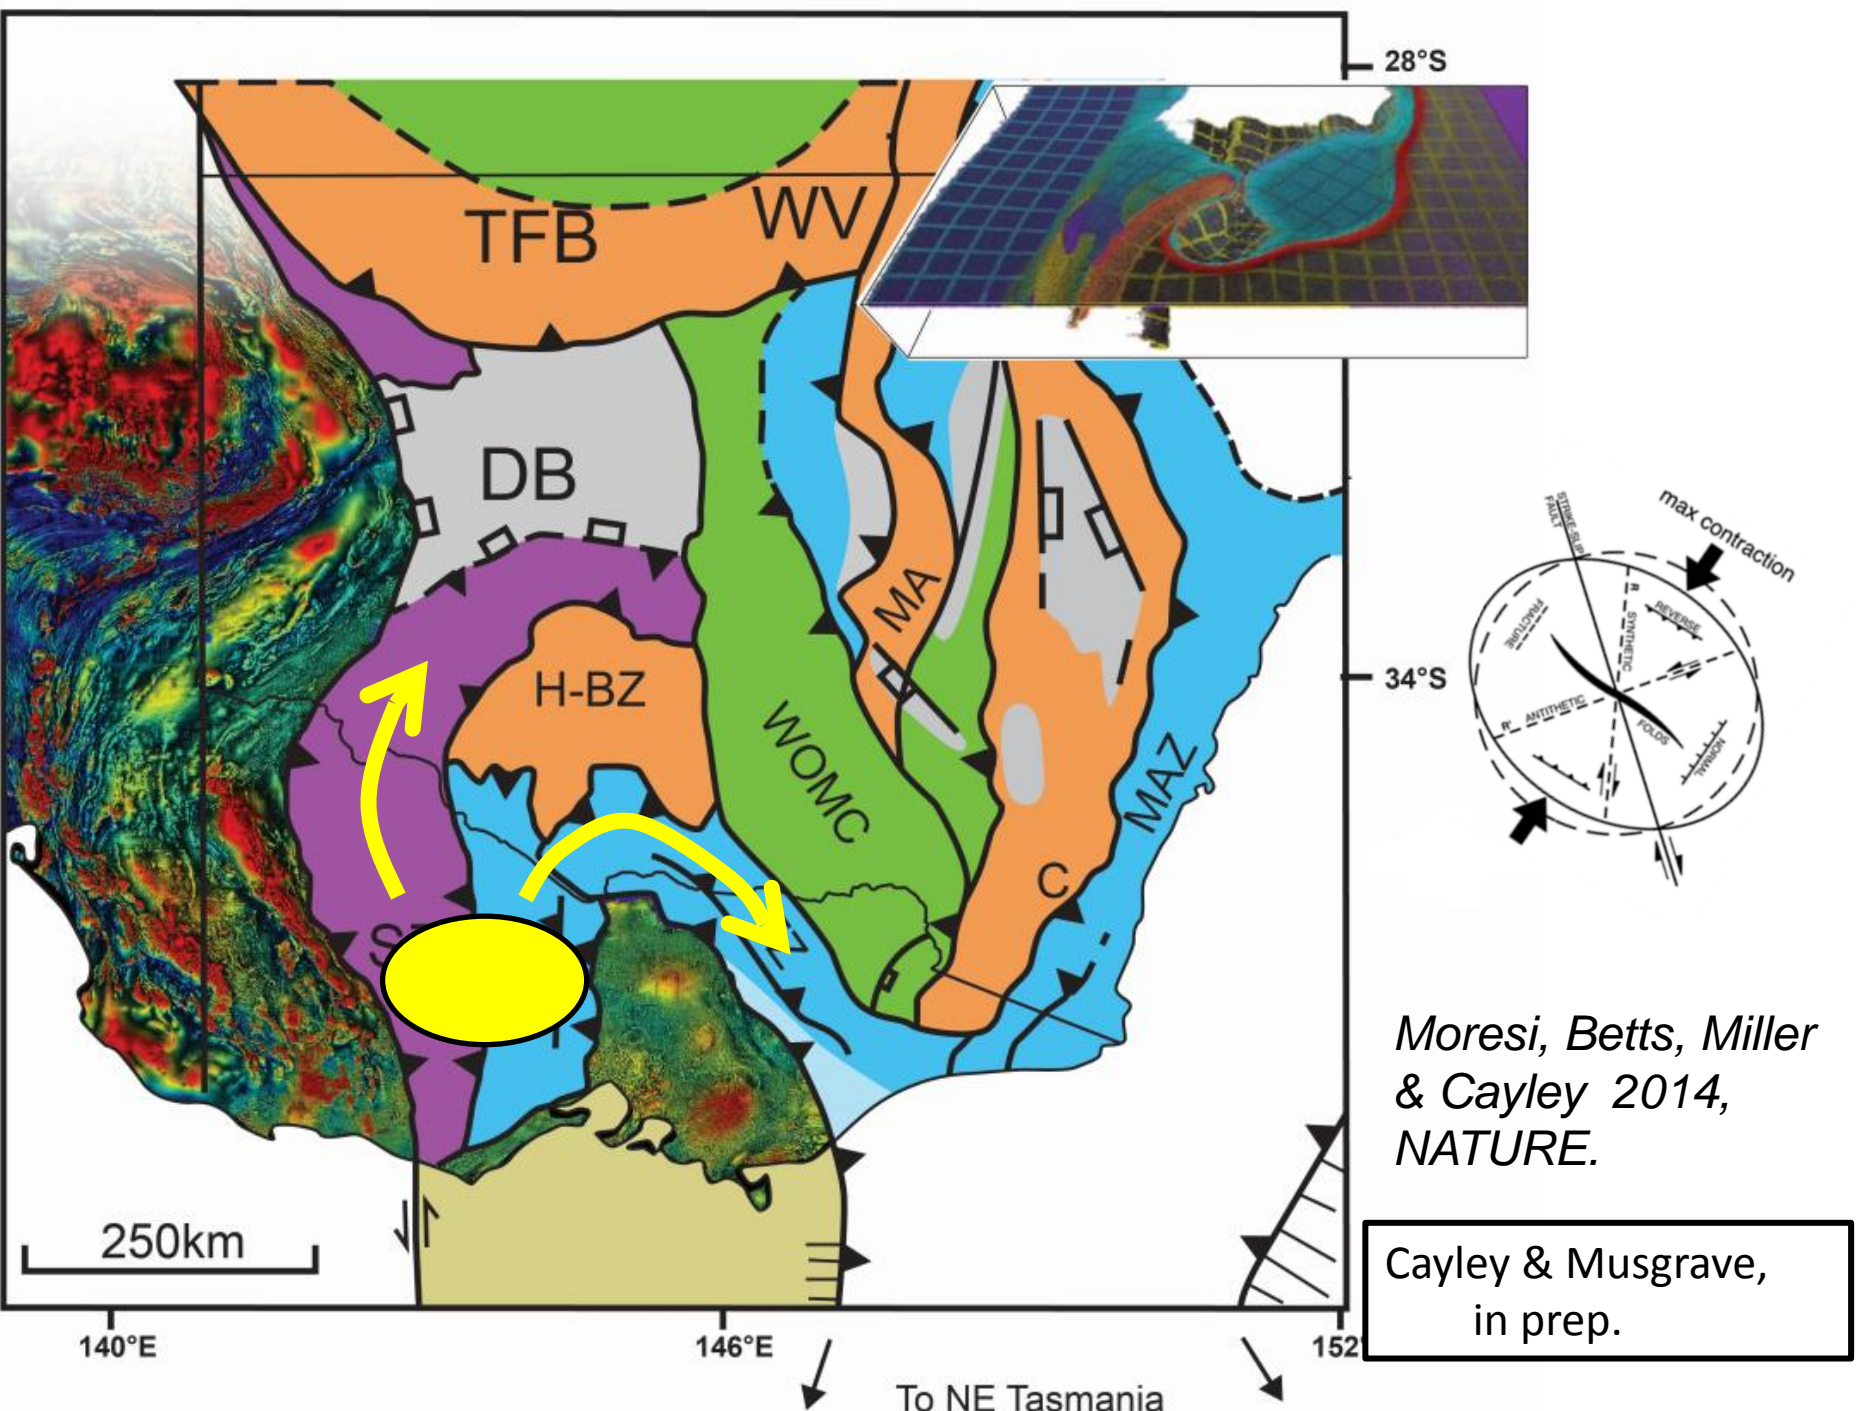 28°S
TFB
WV
DB
STRIKE-SLIP
FAULT
max contraction
R
SYNTHETIC
REVERSE
FRACTURE
MA
34°S
H-BZ
R' ANTITHETIC
FOLDS
NORMAL
WOMC
MAZ
C
Moresi, Betts, Miller
& Cayley 2014,
NATURE.
250km
Cayley & Musgrave,
in prep.
140°E
146°E
152°
To NE Tasmania